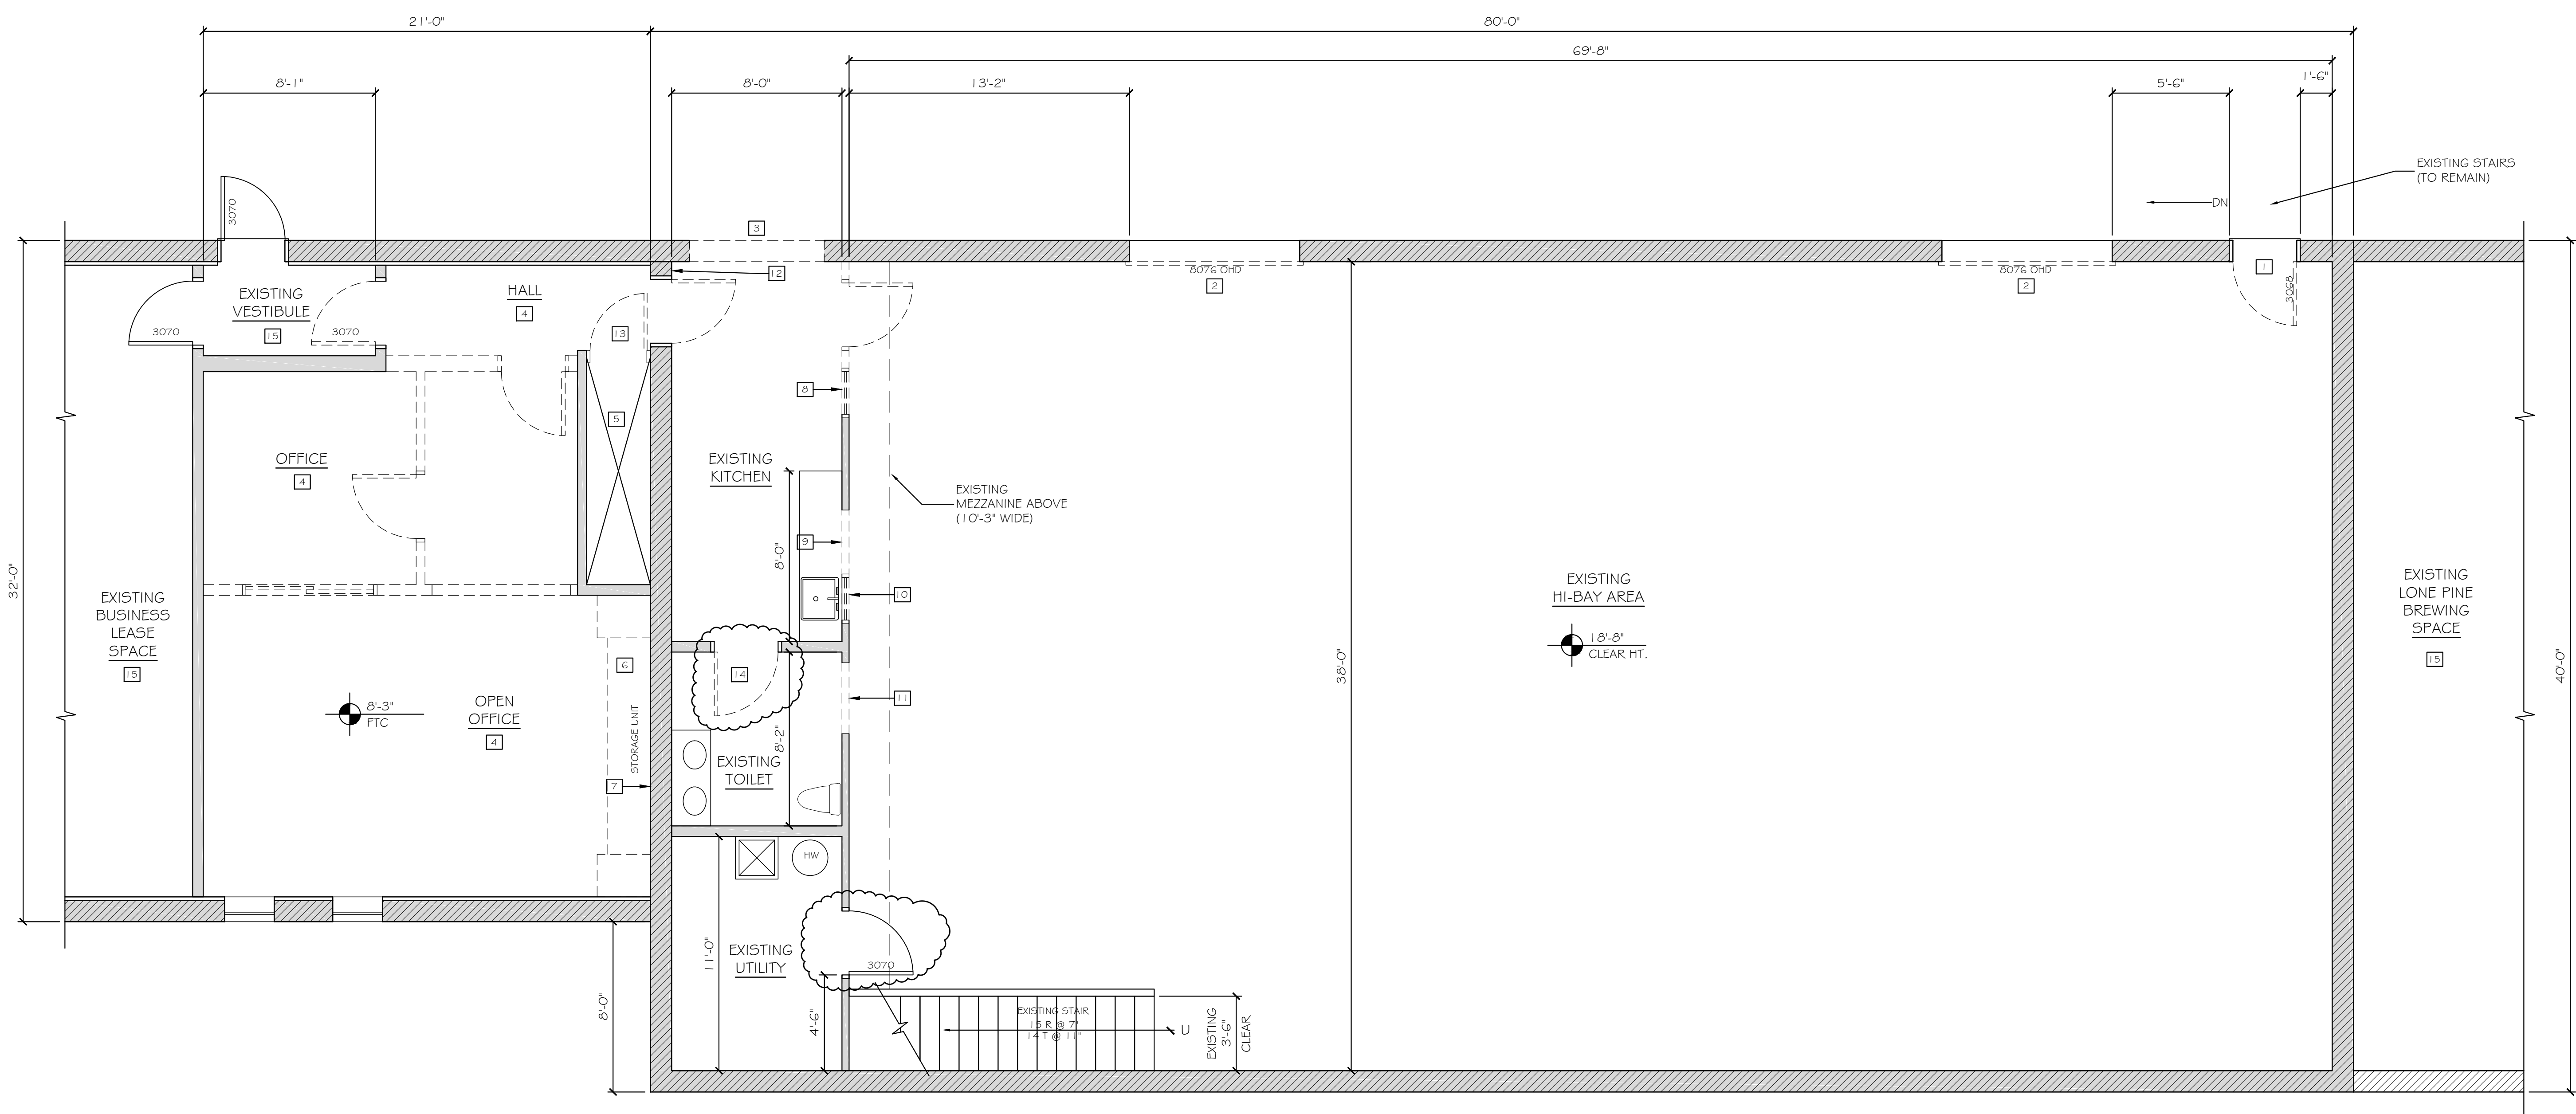 21'-0"
80'-0"
69'-8"
8'-1"
8'-0"
13'-2"
5'-6"
1'-6"
EXISTING STAIRS
(TO REMAIN)
DN
3070
3
12
8076 OHD
2
8076 OHD
2
1
3068
EXISTING
VESTIBULE
15
3070
3070
HALL
4
13
8
5
OFFICE
4
EXISTING
KITCHEN
EXISTING
MEZZANINE ABOVE
(10'-3" WIDE)
9
8'-0"
10
32'-0"
EXISTING
BUSINESS
LEASE
SPACE
15
EXISTING
HI-BAY AREA
18'-8"
CLEAR HT.
38'-0"
EXISTING
LONE PINE
BREWING
SPACE
15
40'-0"
6
14
11
8'-3"
FTC
OPEN
OFFICE
4
STORAGE UNIT
7
8'-2"
EXISTING
TOILET
HW
EXISTING
UTILITY
11'-0"
3070
8'-0"
4'-6"
EXISTING STAIR
15 R @ 7"
14 T @ 11"
U
EXISTING
3'-6"
CLEAR